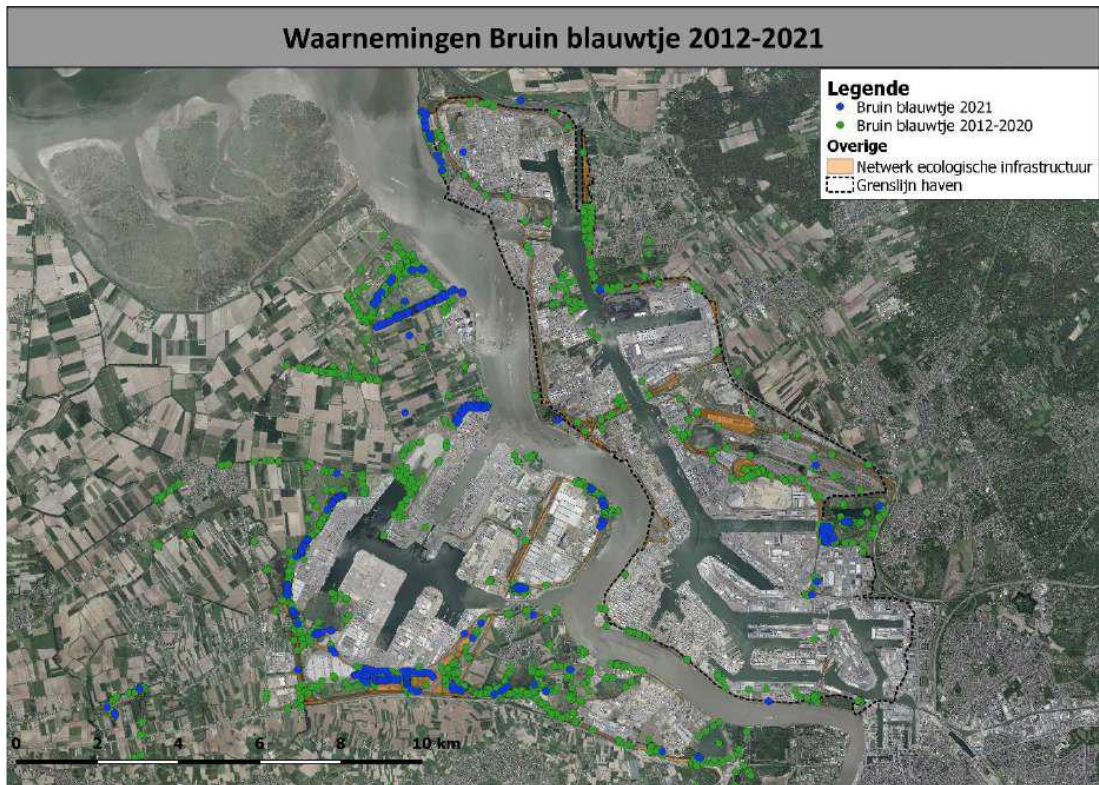 Waarnemingen Bruin blauwtje 2012-2021
Legende
Bruin blauwtje 2021
Bruin blauwtje 2012-2020
Overige
Netwerk ecologische infrastructuur
Grenslijn haven
0 2 4 6 8 10 km